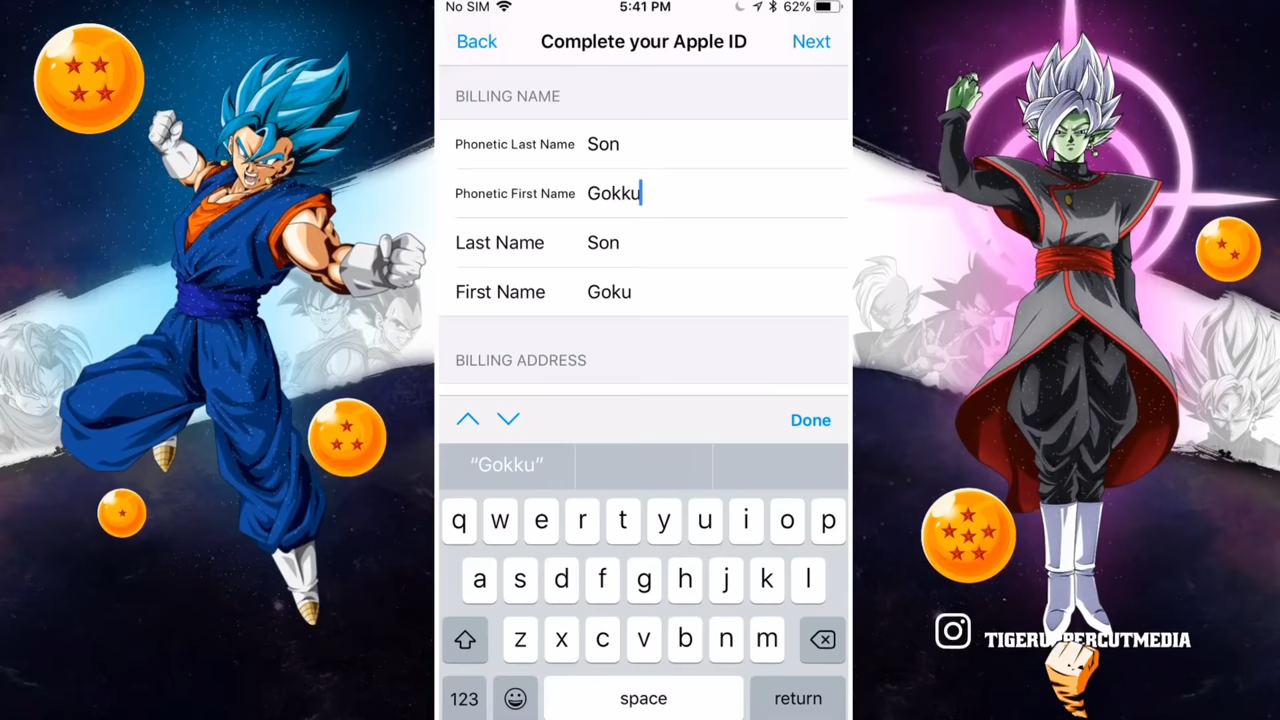 No SIM 5:41 PM 62%
Back Complete your Apple ID Next
BILLING NAME
Phonetic Last Name Son
Phonetic First Name Gokku
Last Name Son
First Name Goku
BILLING ADDRESS
Done
“Gokku”
q w e r t y u i o p
a s d f g h j k l
z x c v b n m
123 space return
TIGERUPPERCUTMEDIA